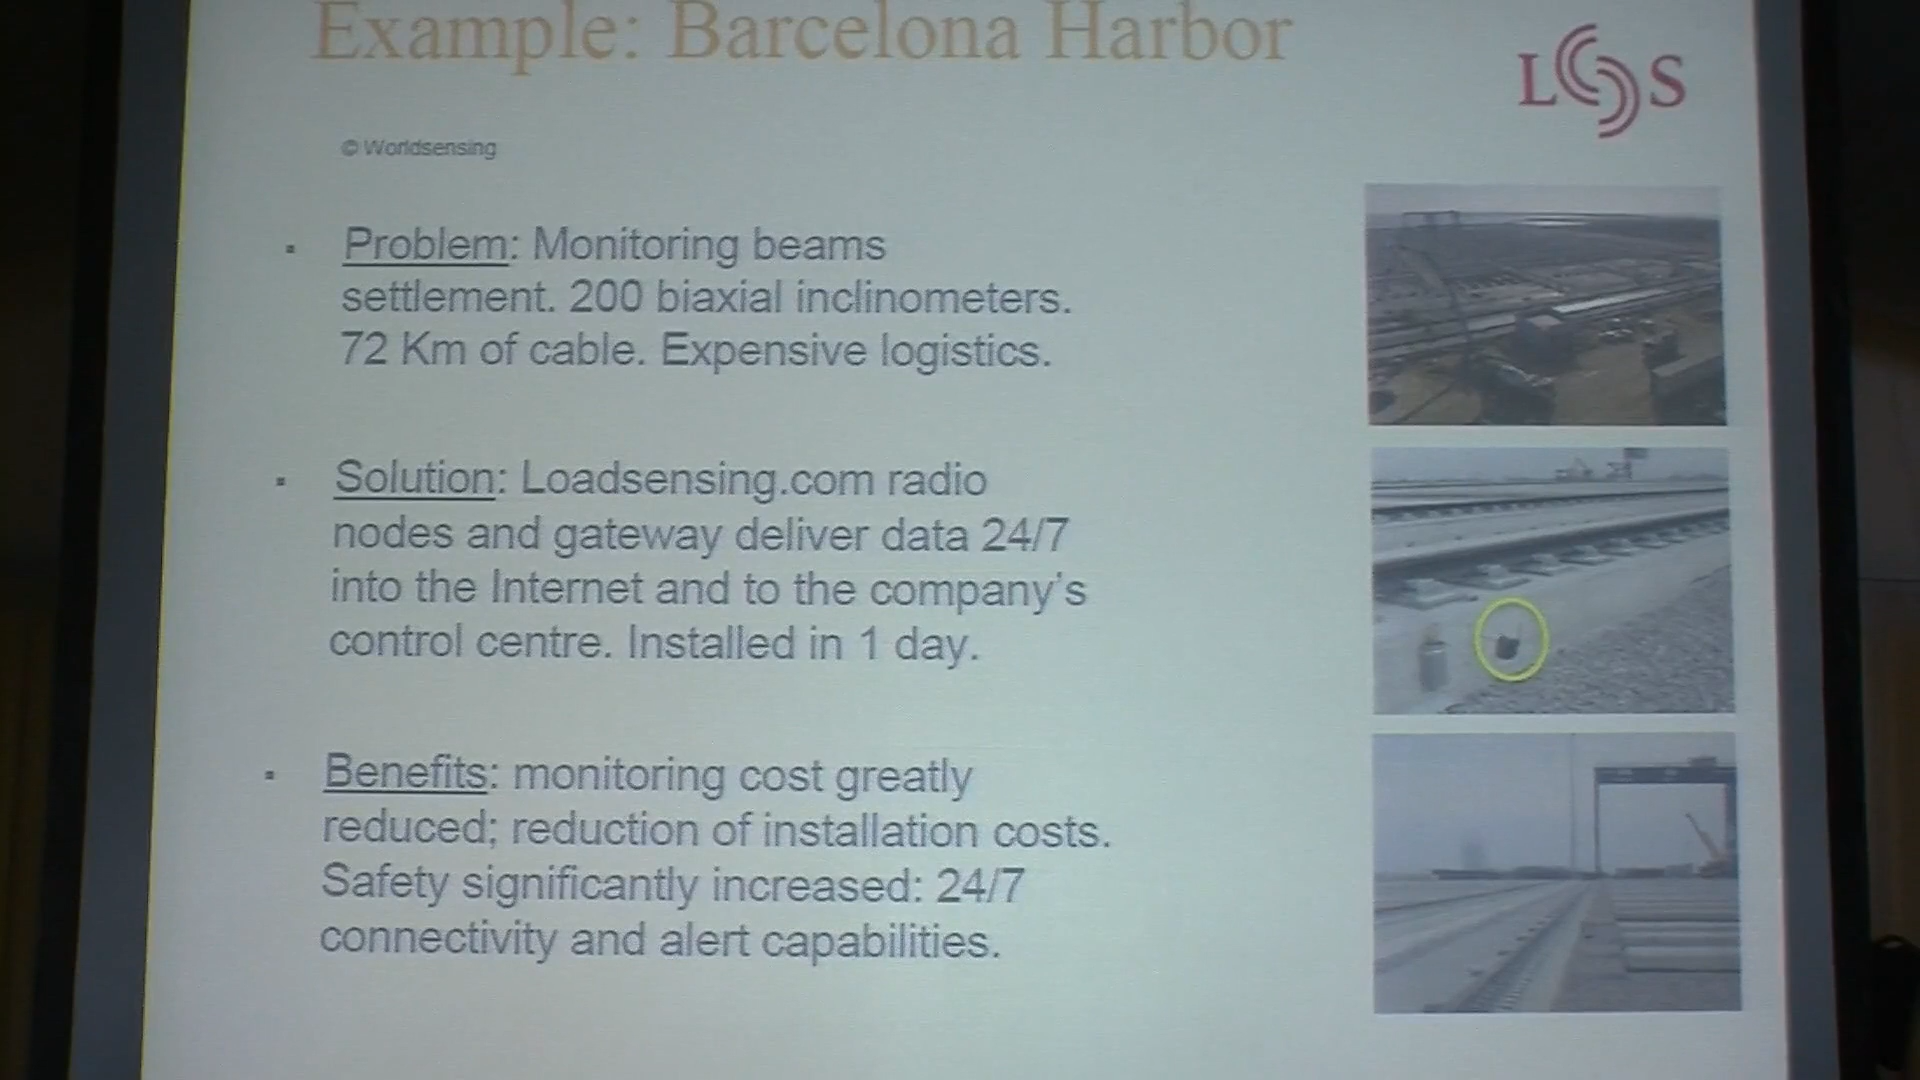 Example: Barcelona Harbor
LS
© Worldsensing
Problem: Monitoring beams
settlement. 200 biaxial inclinometers.
72 Km of cable. Expensive logistics.
Solution: Loadsensing.com radio
nodes and gateway deliver data 24/7
into the Internet and to the company's
control centre. Installed in 1 day.
Benefits: monitoring cost greatly
reduced; reduction of installation costs.
Safety significantly increased: 24/7
connectivity and alert capabilities.